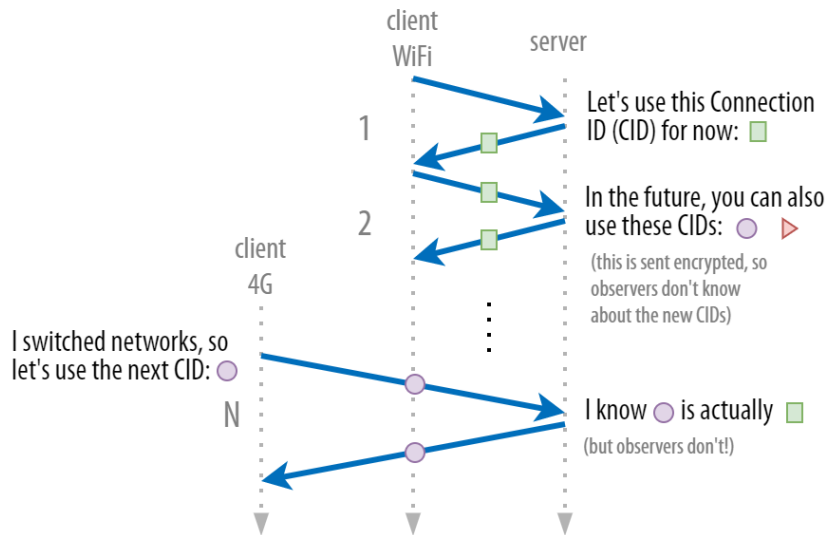 client
WiFi
server
1
Let's use this Connection
ID (CID) for now:
2
In the future, you can also
use these CIDs:
(this is sent encrypted, so
observers don't know
about the new CIDs)
client
4G
I switched networks, so
let's use the next CID:
N
I know is actually
(but observers don't!)